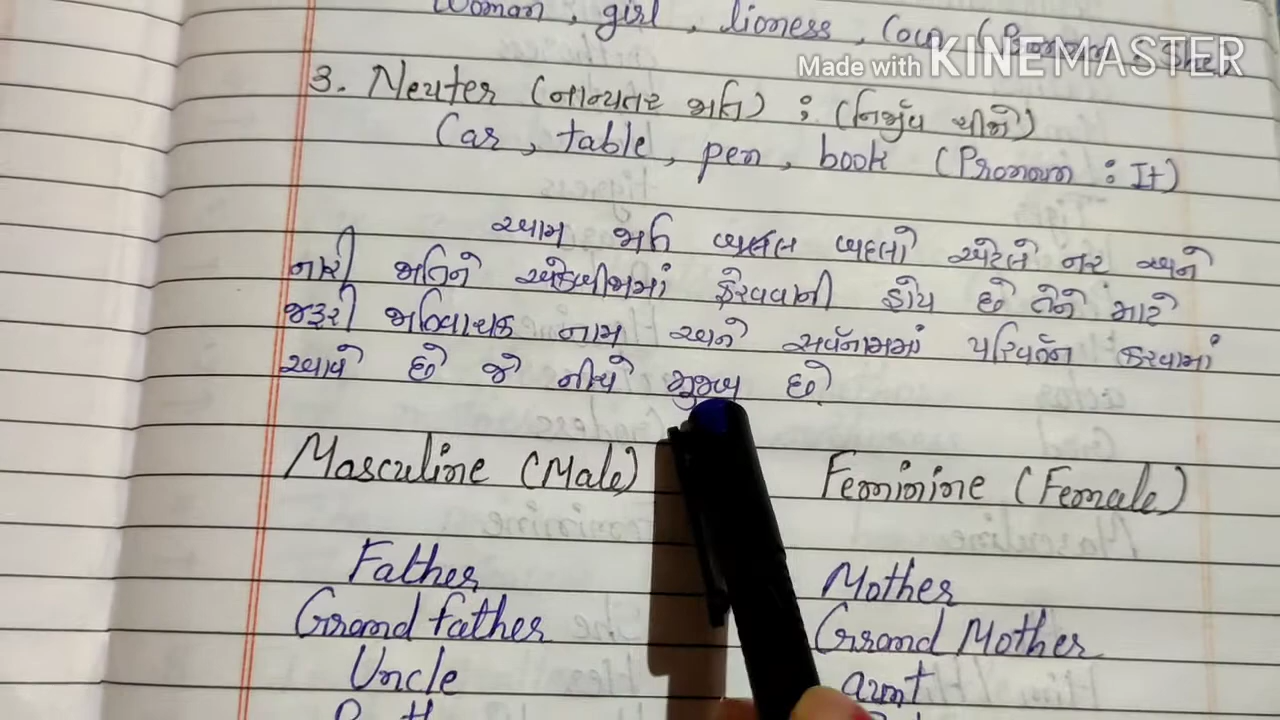 Woman, girl, lioness, Cow (Pronoun : She)
Made with KINEMASTER
3. Neuter (નાન્યતર જાતિ) : (નિર્જીવ ચીજો)
Car, table, pen, book (Pronoun : It)
આમ જાતિ બદલો એટલે નર અને
નારી જાતિને એકબીજામાં ફેરવવાની હોય છે તેને માટે
જરૂરી જાતિવાચક નામ અને સર્વનામમાં પરિવર્તન કરવામાં
આવે છે જે નીચે મુજબ છે.
Masculine (Male) Feminine (Female)
Father Mother
Grand father Grand Mother
Uncle aunt